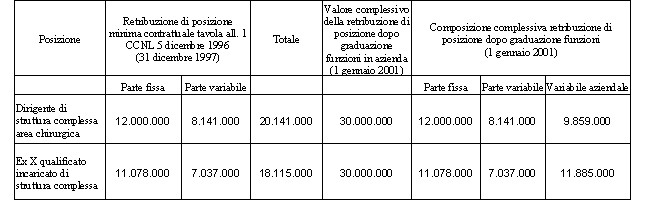 Posizione
Retribuzione di posizione
minima contrattuale tavola all. 1
CCNL 5 dicembre 1996
(31 dicembre 1997)
Totale
Valore complessivo
della retribuzione di
posizione dopo
graduazione
funzioni in azienda
(1 gennaio 2001)
Composizione complessiva retribuzione di
posizione dopo graduazione funzioni
(1 gennaio 2001)
Parte fissa
Parte variabile
Parte fissa
Parte variabile
Variabile aziendale
Dirigente di
struttura complessa
area chirurgica
12.000.000
8.141.000
20.141.000
30.000.000
12.000.000
8.141.000
9.859.000
Ex X qualificato
incaricato di
struttura complessa
11.078.000
7.037.000
18.115.000
30.000.000
11.078.000
7.037.000
11.885.000